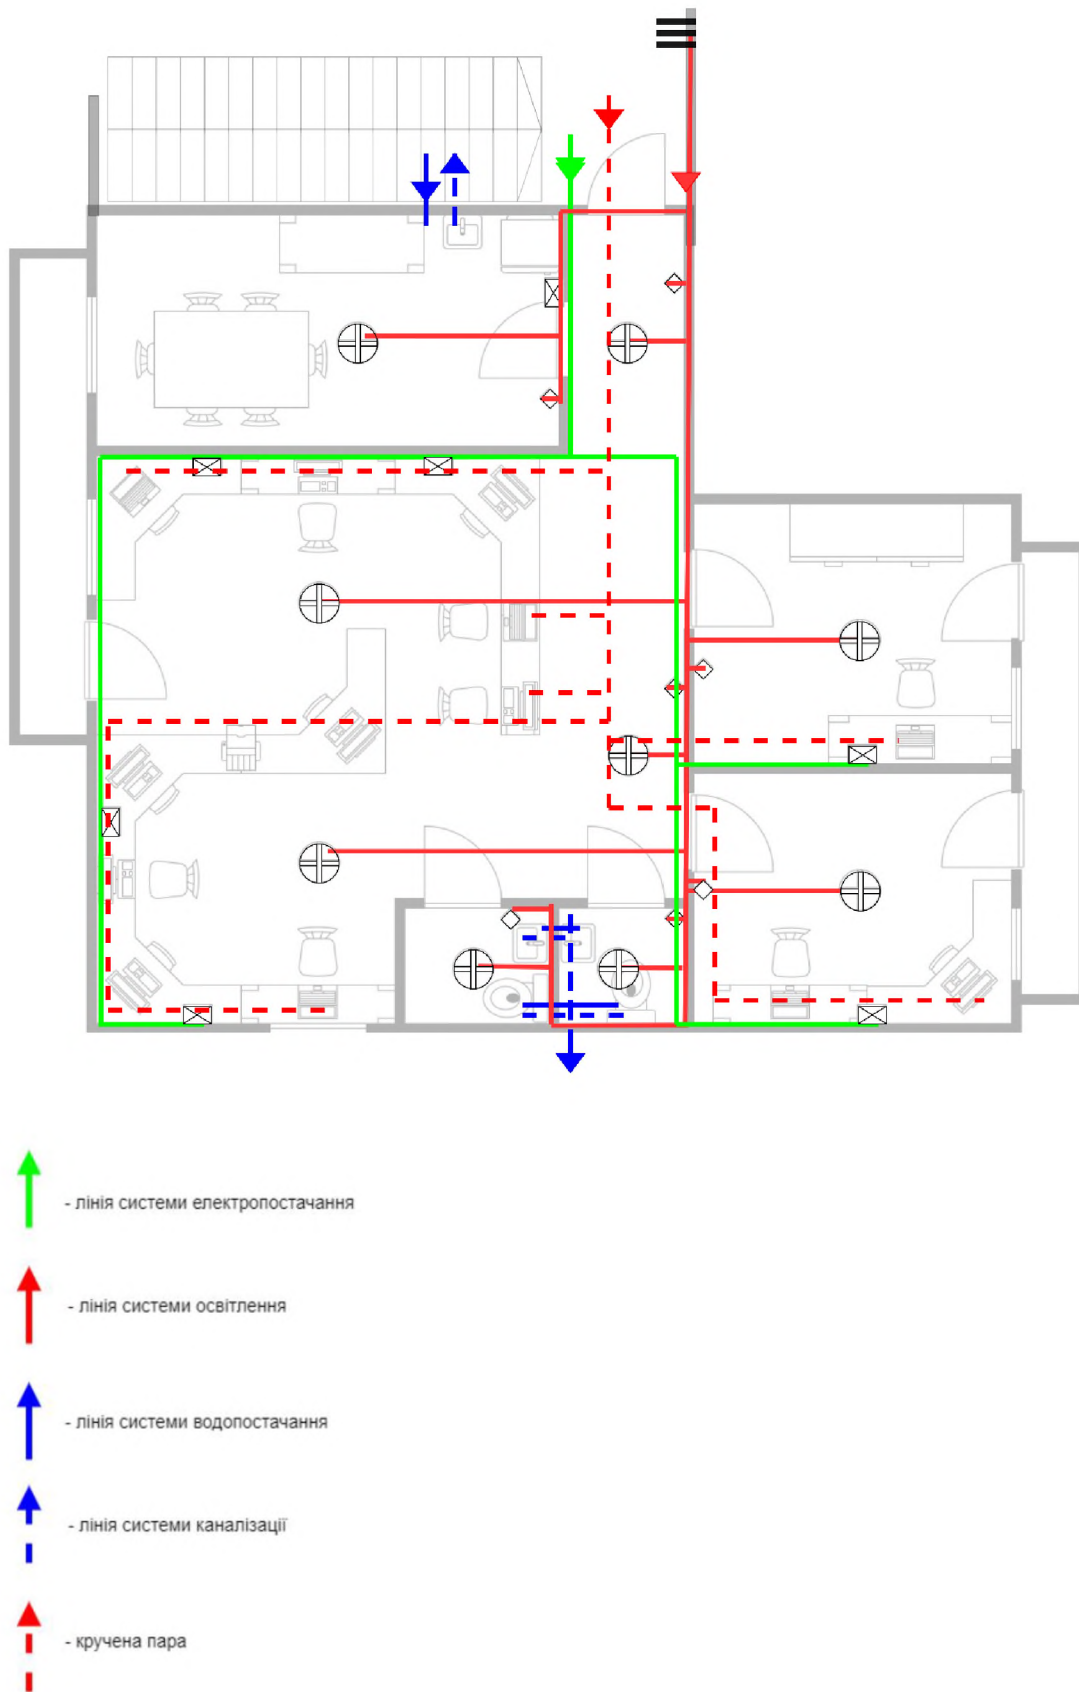 - лінія системи електропостачання
- лінія системи освітлення
- лінія системи водопостачання
- лінія системи каналізації
- кручена пара